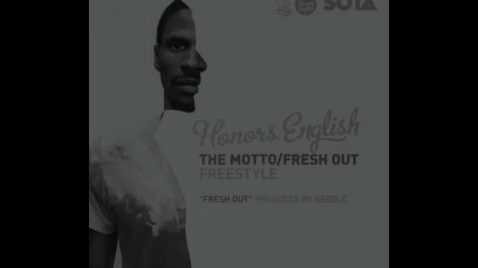 SOTA
Honors English
THE MOTTO/FRESH OUT
FREESTYLE
"FRESH OUT" PRODUCED BY NEEDLZ